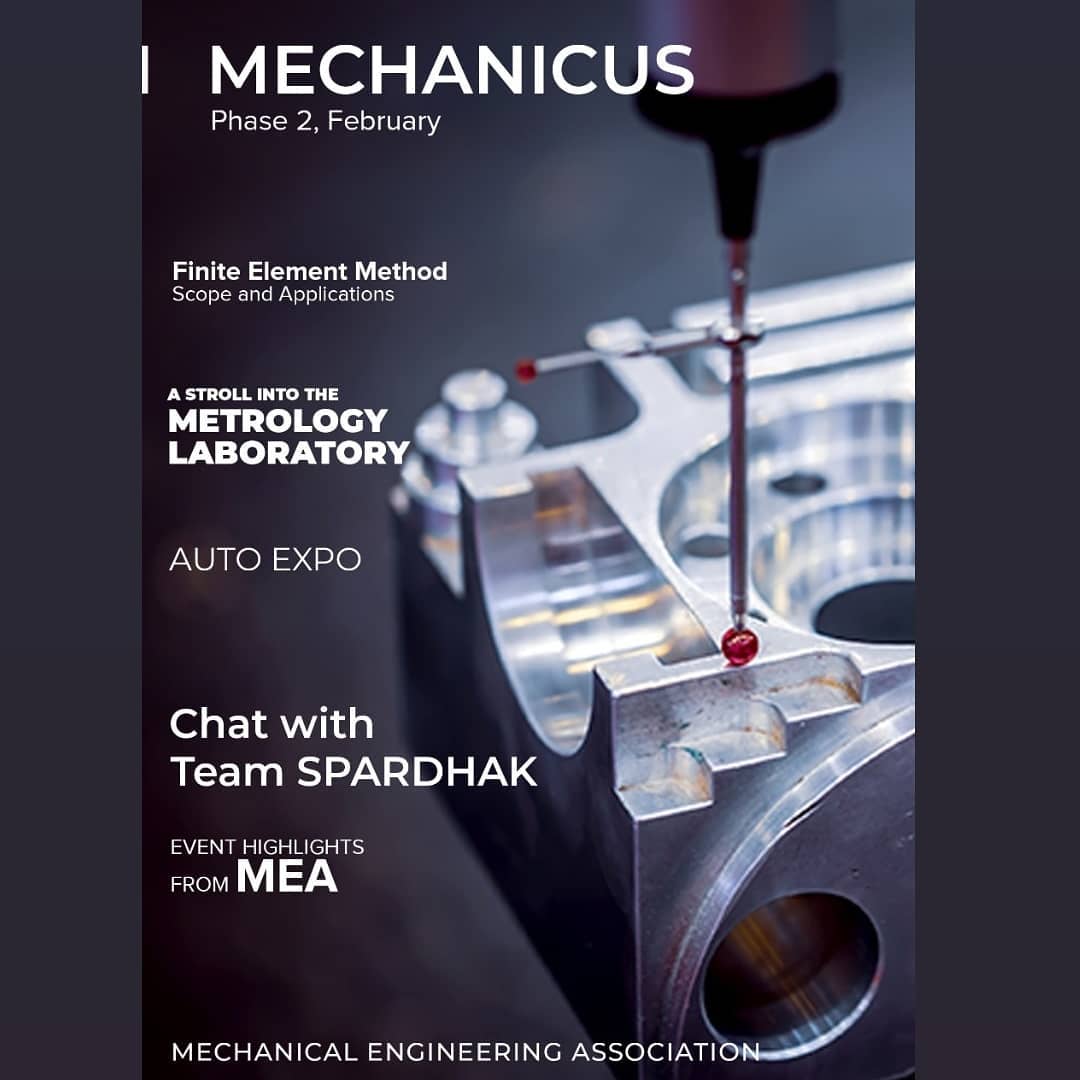 MECHANICUS
Phase 2, February
Finite Element Method
Scope and Applications
A STROLL INTO THE
METROLOGY
LABORATORY
AUTO EXPO
Chat with
Team SPARDHAK
EVENT HIGHLIGHTS
FROM MEA
MECHANICAL ENGINEERING ASSOCIATION